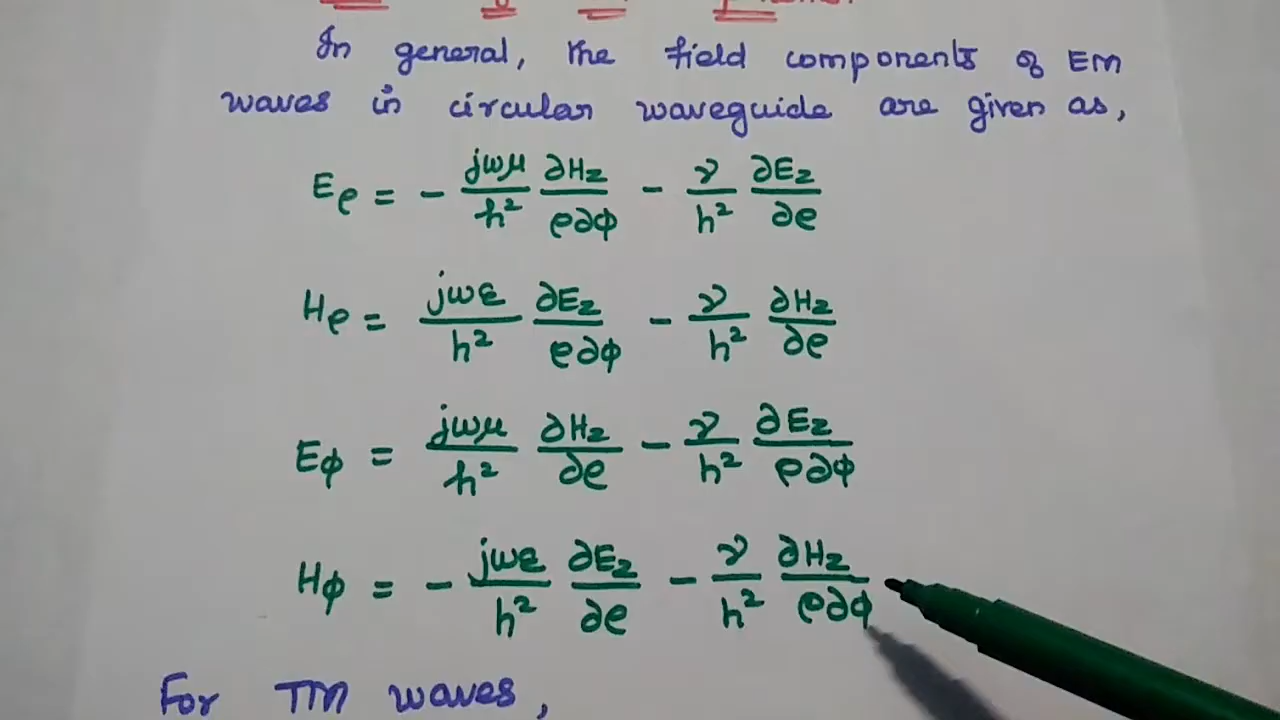 In general, the field components of EM
waves in circular waveguide are given as,
Eρ = - jωμ/h² ∂Hz/ρ∂ϕ - γ/h² ∂Ez/∂ρ
Hρ = jωε/h² ∂Ez/ρ∂ϕ - γ/h² ∂Hz/∂ρ
Eϕ = jωμ/h² ∂Hz/∂ρ - γ/h² ∂Ez/ρ∂ϕ
Hϕ = - jωε/h² ∂Ez/∂ρ - γ/h² ∂Hz/ρ∂ϕ
For TM waves,